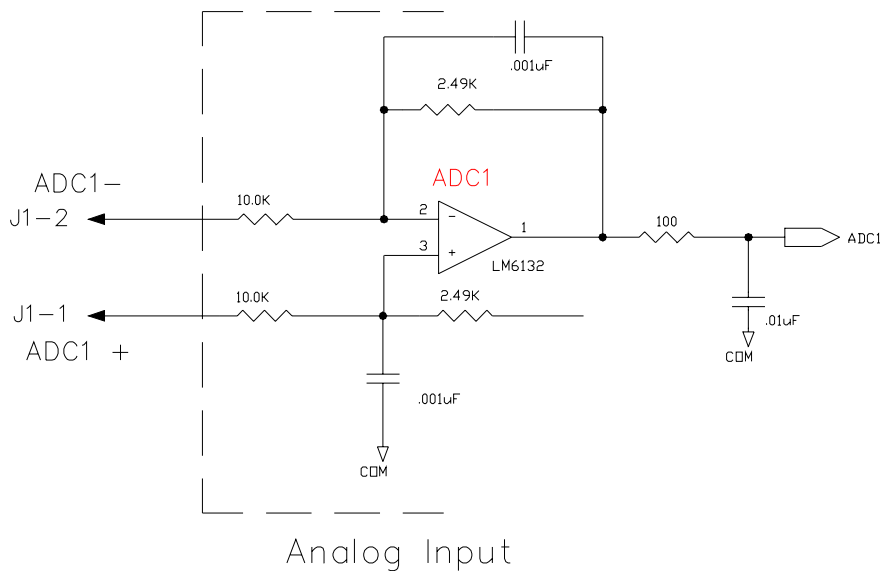 .001uF
2.49K
ADC1-
J1-2
10.0K
ADC1
2
-
3
+
1
LM6132
100
ADC1
J1-1
10.0K
2.49K
ADC1 +
.001uF
COM
.01uF
COM
Analog Input